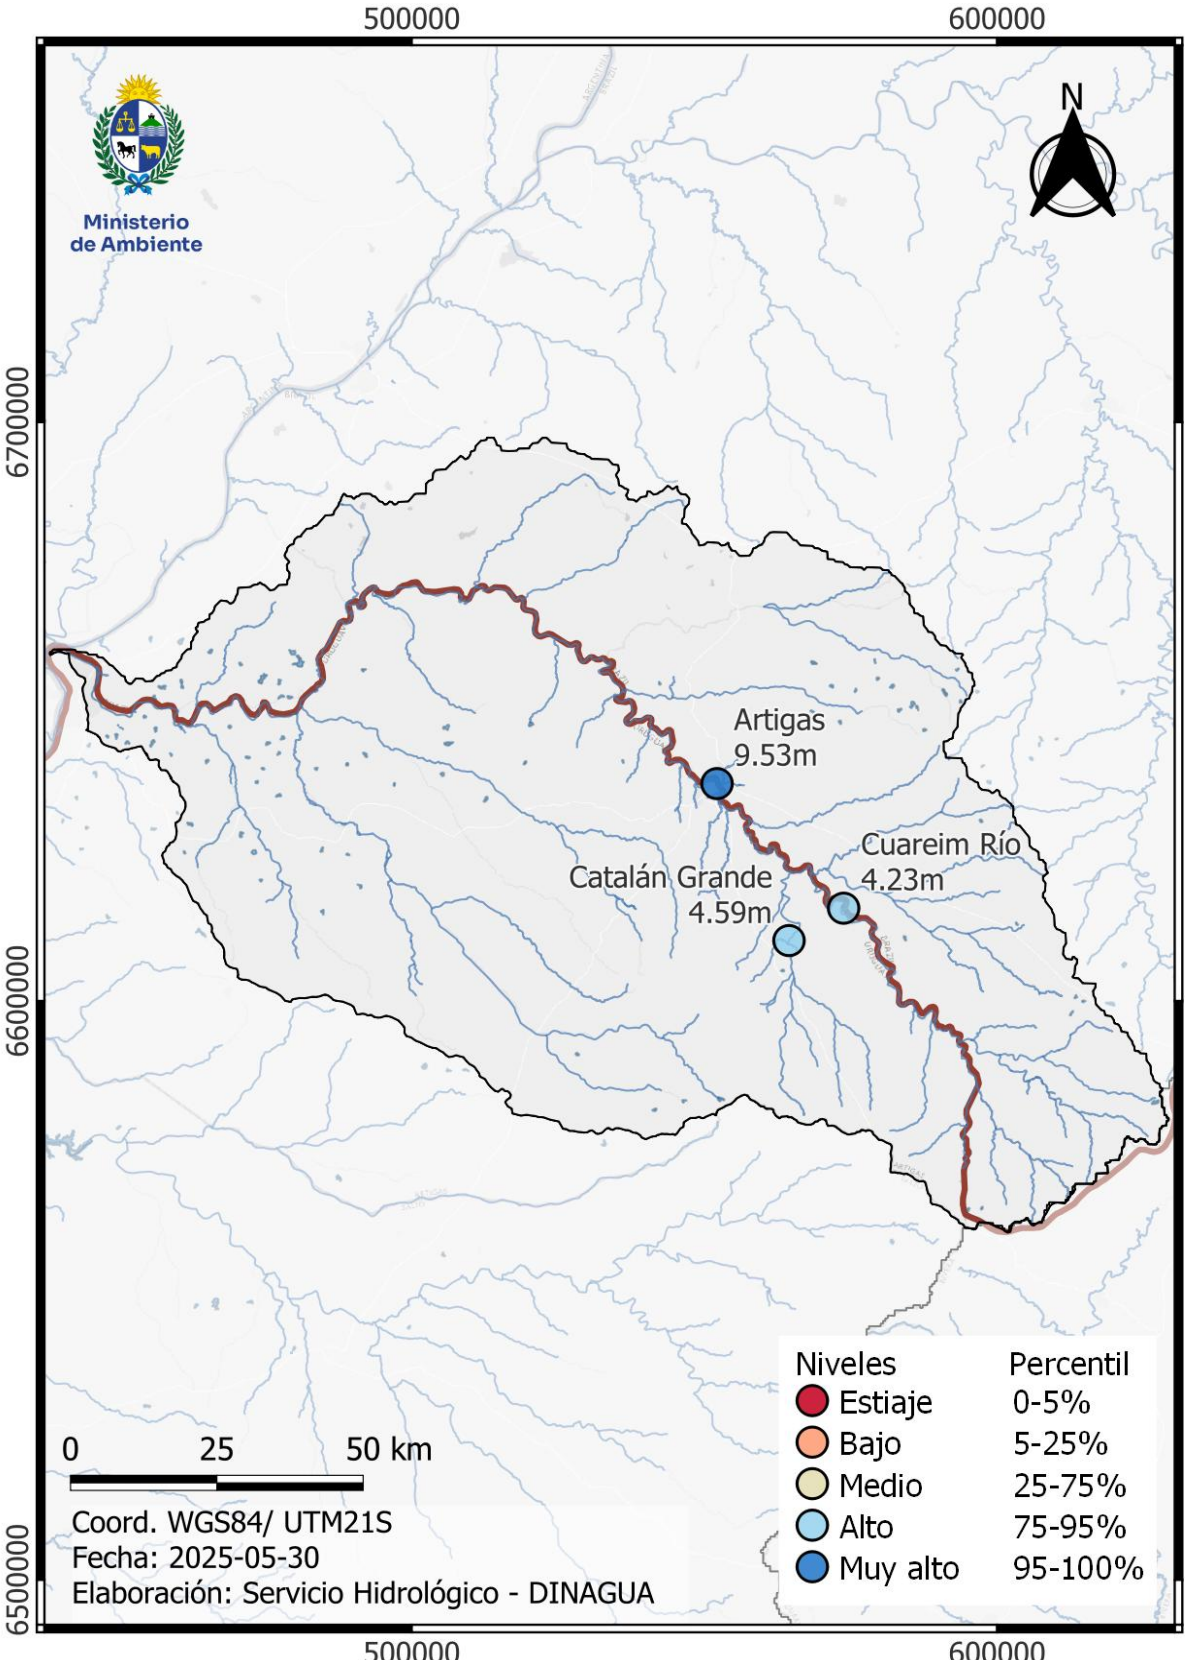 500000
600000
N
Ministerio
de Ambiente
ARGENTINA
BRASIL
6700000
Artigas
9.53m
Cuareim Río
4.23m
Catalán Grande
4.59m
6600000
Niveles Percentil
Estiaje 0-5%
Bajo 5-25%
Medio 25-75%
Alto 75-95%
Muy alto 95-100%
0 25 50 km
Coord. WGS84/ UTM21S
Fecha: 2025-05-30
Elaboración: Servicio Hidrológico - DINAGUA
6500000
500000
600000